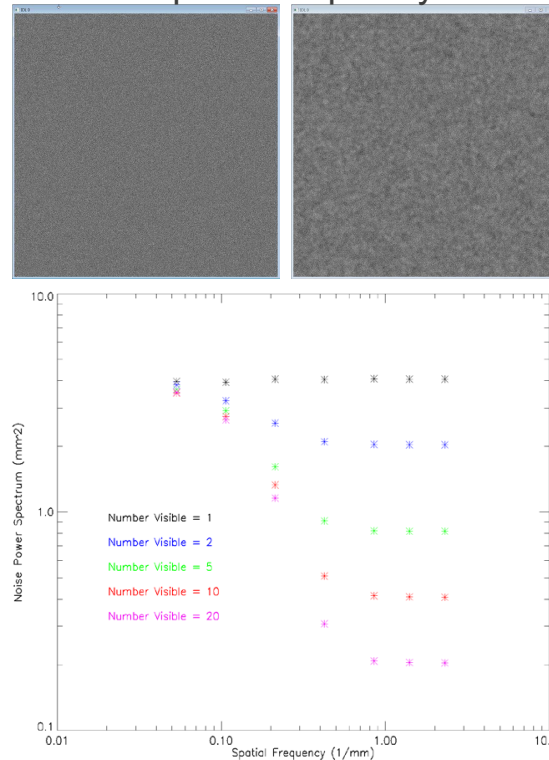 10.0
1.0
0.1
Noise Power Spectrum (mm^2)
Number Visible = 1
Number Visible = 2
Number Visible = 5
Number Visible = 10
Number Visible = 20
0.01
0.10
1.00
10.
Spatial Frequency (1/mm)